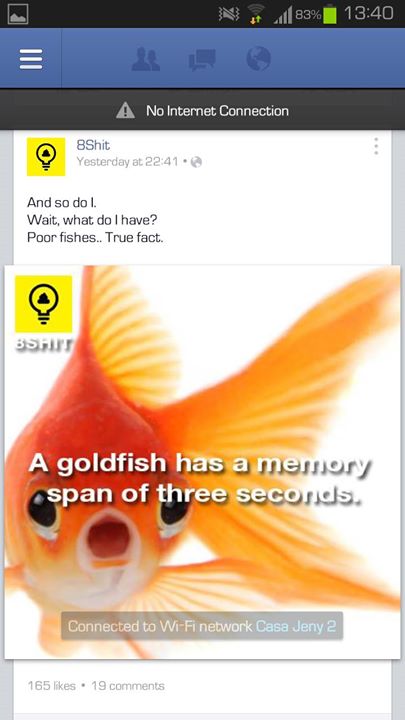 83% 13:40
No Internet Connection
8Shit
Yesterday at 22:41 •
And so do I.
Wait, what do I have?
Poor fishes.. True fact.
8SHIT
A goldfish has a memory
span of three seconds.
Connected to Wi-Fi network Casa Jeny 2
165 likes • 19 comments